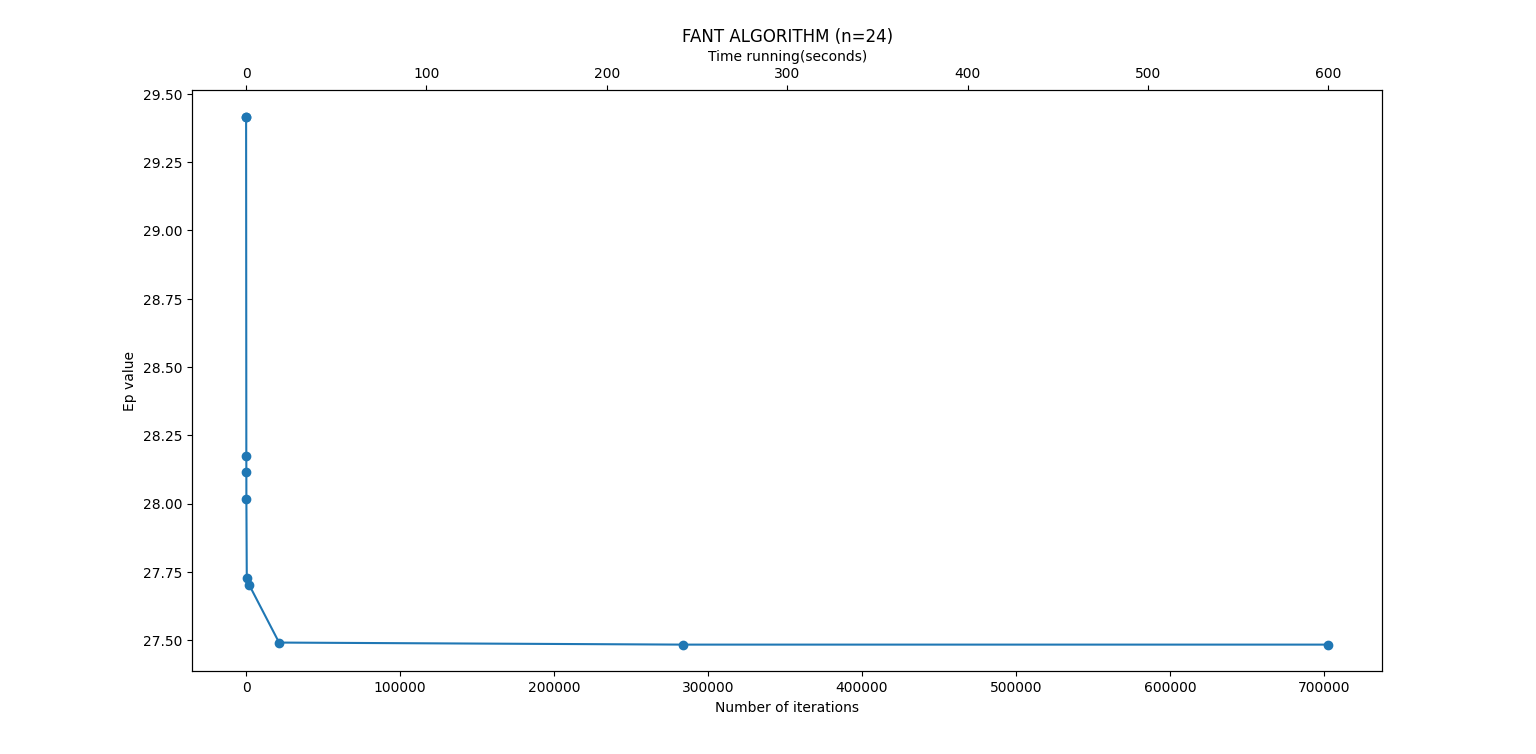 FANT ALGORITHM (n=24)
Time running(seconds)
0 100 200 300 400 500 600
29.50
29.25
29.00
28.75
28.50
28.25
28.00
27.75
27.50
Ep value
0 100000 200000 300000 400000 500000 600000 700000
Number of iterations